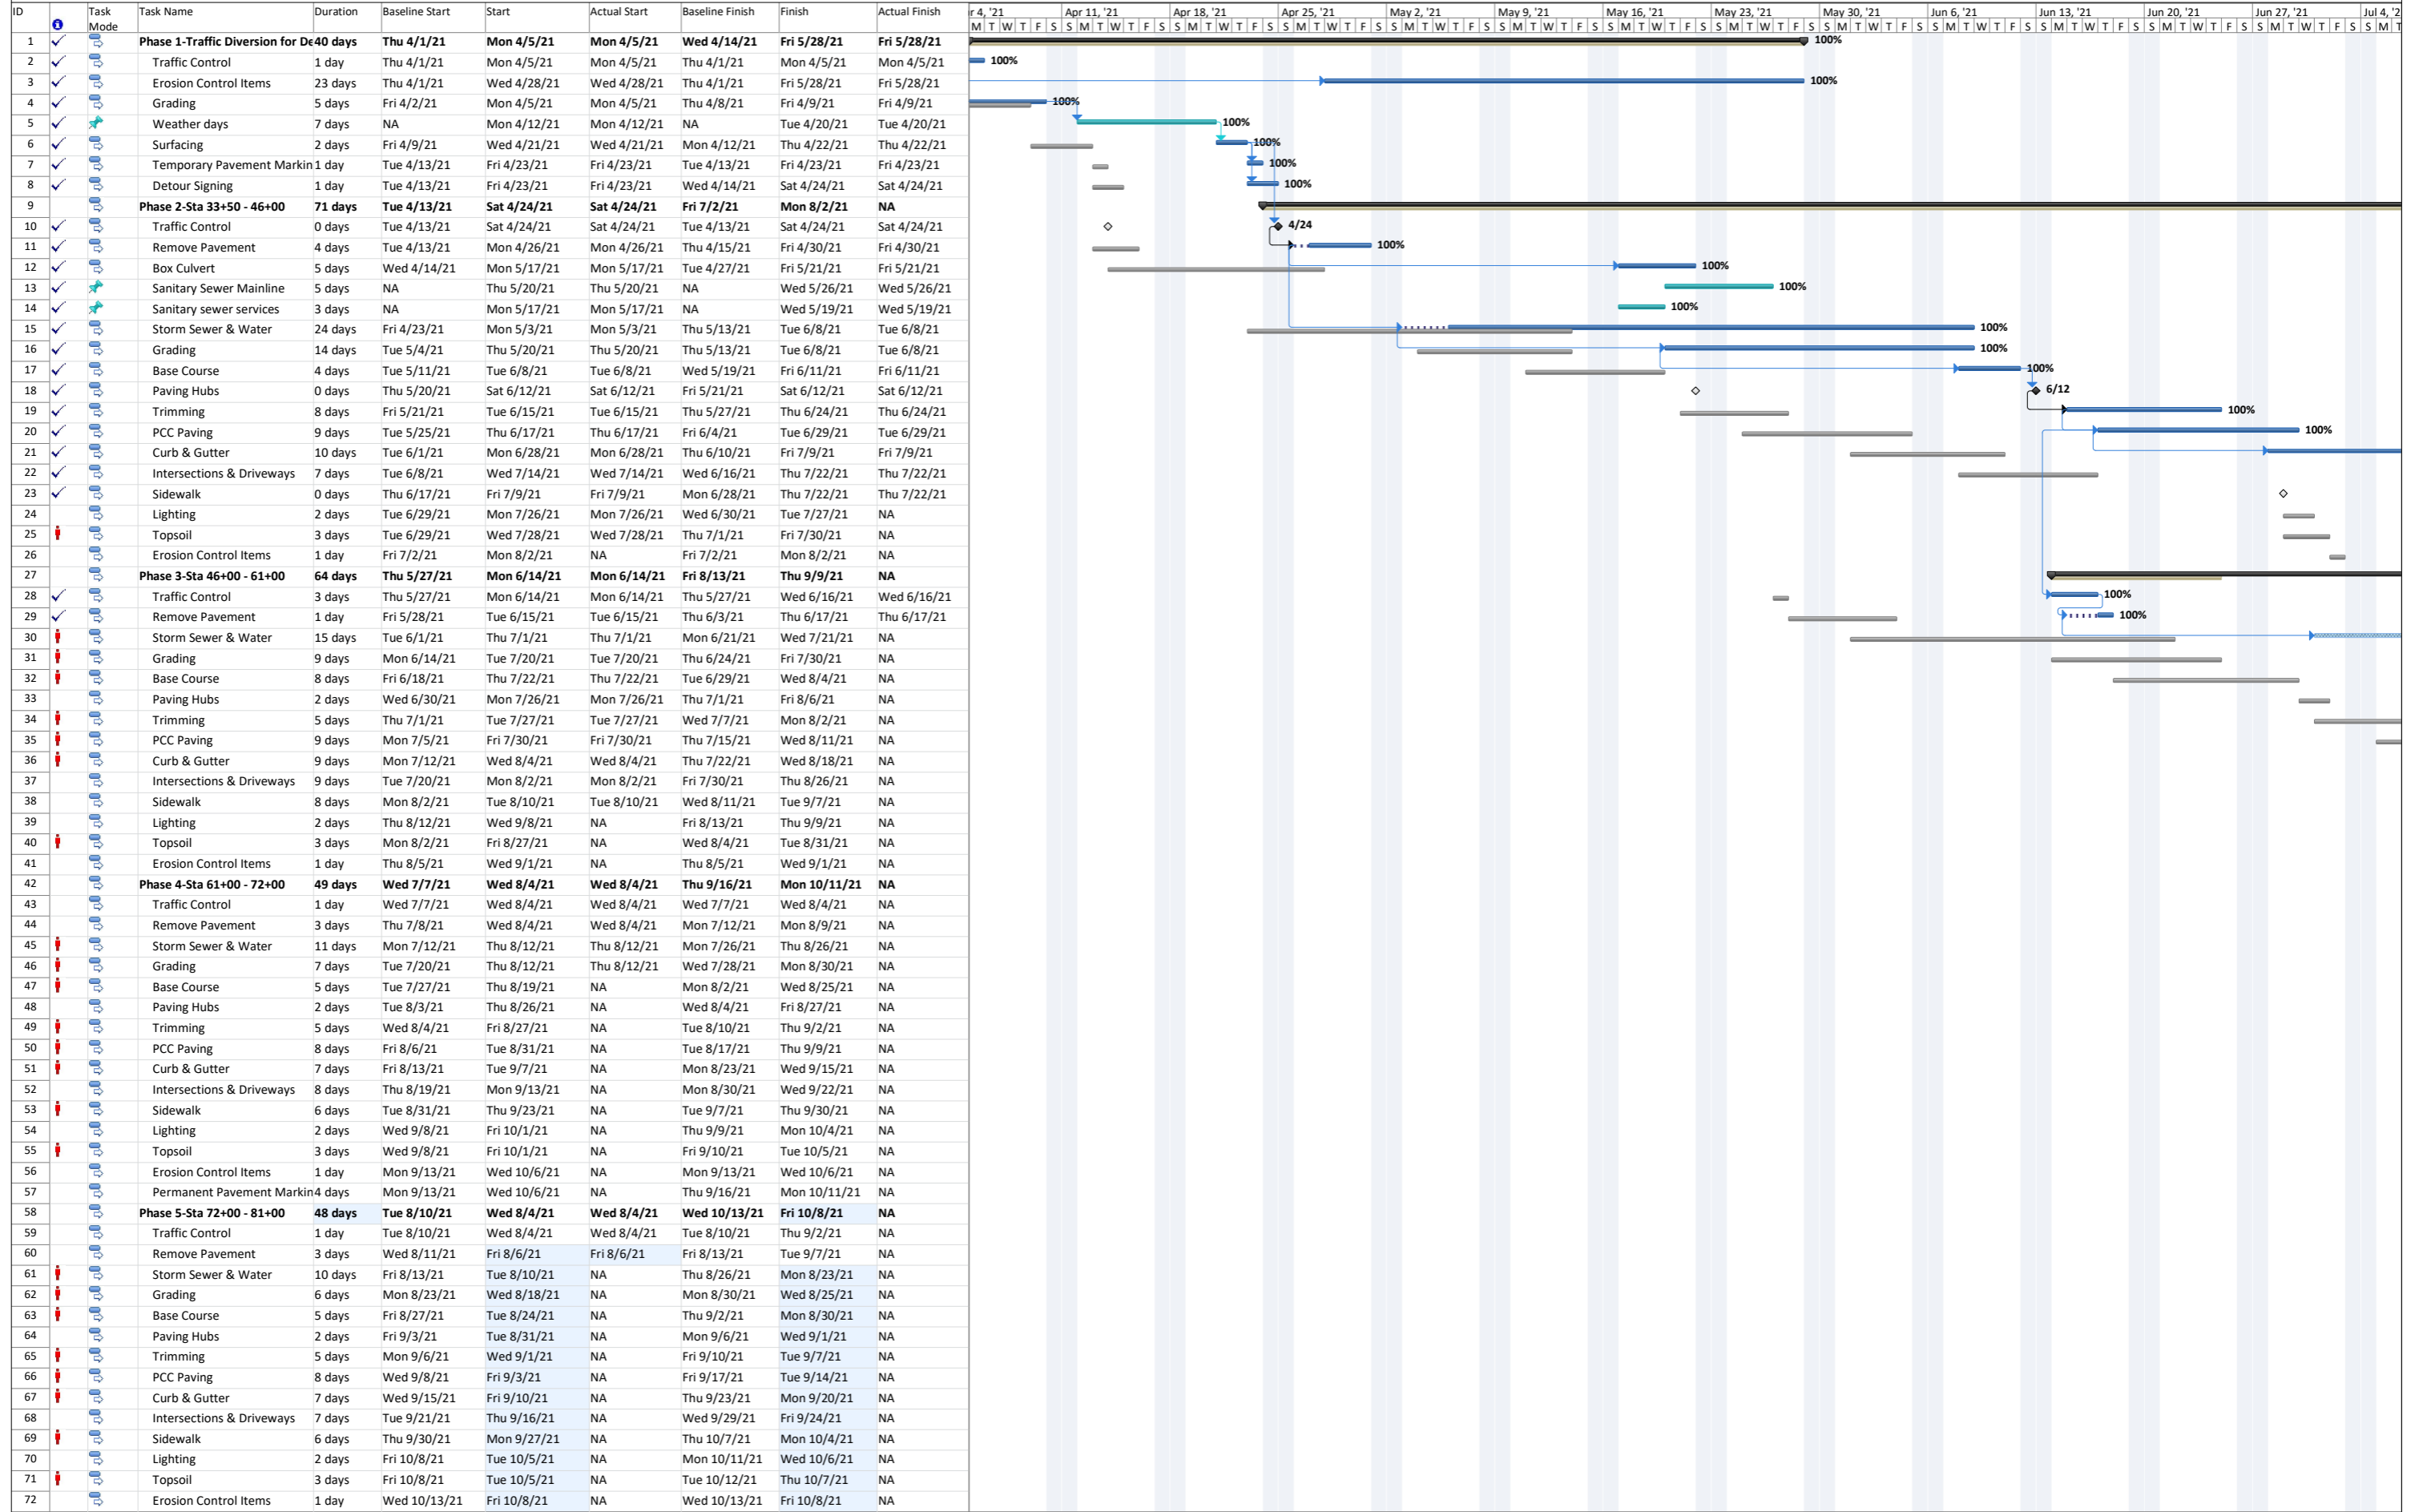 ID Task Mode Task Name Duration Baseline Start Start Actual Start Baseline Finish Finish Actual Finish
r 4, '21 Apr 11, '21 Apr 18, '21 Apr 25, '21 May 2, '21 May 9, '21 May 16, '21 May 23, '21 May 30, '21 Jun 6, '21 Jun 13, '21 Jun 20, '21 Jun 27, '21 Jul 4, '2
M T W T F S S M T W T F S S M T W T F S S M T W T F S S M T W T F S S M T W T F S S M T W T F S S M T W T F S S M T W T F S S M T W T F S S M T W T F S S M T W T F S S M T W T F S S M T
1 Phase 1-Traffic Diversion for De 40 days Thu 4/1/21 Mon 4/5/21 Mon 4/5/21 Wed 4/14/21 Fri 5/28/21 Fri 5/28/21 100%
2 Traffic Control 1 day Thu 4/1/21 Mon 4/5/21 Mon 4/5/21 Thu 4/1/21 Mon 4/5/21 Mon 4/5/21 100%
3 Erosion Control Items 23 days Thu 4/1/21 Wed 4/28/21 Wed 4/28/21 Thu 4/1/21 Fri 5/28/21 Fri 5/28/21 100%
4 Grading 5 days Fri 4/2/21 Mon 4/5/21 Mon 4/5/21 Thu 4/8/21 Fri 4/9/21 Fri 4/9/21 100%
5 Weather days 7 days NA Mon 4/12/21 Mon 4/12/21 NA Tue 4/20/21 Tue 4/20/21 100%
6 Surfacing 2 days Fri 4/9/21 Wed 4/21/21 Wed 4/21/21 Mon 4/12/21 Thu 4/22/21 Thu 4/22/21 100%
7 Temporary Pavement Markin 1 day Tue 4/13/21 Fri 4/23/21 Fri 4/23/21 Tue 4/13/21 Fri 4/23/21 Fri 4/23/21 100%
8 Detour Signing 1 day Tue 4/13/21 Fri 4/23/21 Fri 4/23/21 Wed 4/14/21 Sat 4/24/21 Sat 4/24/21 100%
9 Phase 2-Sta 33+50 - 46+00 71 days Tue 4/13/21 Sat 4/24/21 Sat 4/24/21 Fri 7/2/21 Mon 8/2/21 NA
10 Traffic Control 0 days Tue 4/13/21 Sat 4/24/21 Sat 4/24/21 Tue 4/13/21 Sat 4/24/21 Sat 4/24/21 4/24
11 Remove Pavement 4 days Tue 4/13/21 Mon 4/26/21 Mon 4/26/21 Thu 4/15/21 Fri 4/30/21 Fri 4/30/21 100%
12 Box Culvert 5 days Wed 4/14/21 Mon 5/17/21 Mon 5/17/21 Tue 4/27/21 Fri 5/21/21 Fri 5/21/21 100%
13 Sanitary Sewer Mainline 5 days NA Thu 5/20/21 Thu 5/20/21 NA Wed 5/26/21 Wed 5/26/21 100%
14 Sanitary sewer services 3 days NA Mon 5/17/21 Mon 5/17/21 NA Wed 5/19/21 Wed 5/19/21 100%
15 Storm Sewer & Water 24 days Fri 4/23/21 Mon 5/3/21 Mon 5/3/21 Thu 5/13/21 Tue 6/8/21 Tue 6/8/21 100%
16 Grading 14 days Tue 5/4/21 Thu 5/20/21 Thu 5/20/21 Thu 5/13/21 Tue 6/8/21 Tue 6/8/21 100%
17 Base Course 4 days Tue 5/11/21 Tue 6/8/21 Tue 6/8/21 Wed 5/19/21 Fri 6/11/21 Fri 6/11/21 100%
18 Paving Hubs 0 days Thu 5/20/21 Sat 6/12/21 Sat 6/12/21 Fri 5/21/21 Sat 6/12/21 Sat 6/12/21 6/12
19 Trimming 8 days Fri 5/21/21 Tue 6/15/21 Tue 6/15/21 Thu 5/27/21 Thu 6/24/21 Thu 6/24/21 100%
20 PCC Paving 9 days Tue 5/25/21 Thu 6/17/21 Thu 6/17/21 Fri 6/4/21 Tue 6/29/21 Tue 6/29/21 100%
21 Curb & Gutter 10 days Tue 6/1/21 Mon 6/28/21 Mon 6/28/21 Thu 6/10/21 Fri 7/9/21 Fri 7/9/21
22 Intersections & Driveways 7 days Tue 6/8/21 Wed 7/14/21 Wed 7/14/21 Wed 6/16/21 Thu 7/22/21 Thu 7/22/21
23 Sidewalk 0 days Thu 6/17/21 Fri 7/9/21 Fri 7/9/21 Mon 6/28/21 Thu 7/22/21 Thu 7/22/21
24 Lighting 2 days Tue 6/29/21 Mon 7/26/21 Mon 7/26/21 Wed 6/30/21 Tue 7/27/21 NA
25 Topsoil 3 days Tue 6/29/21 Wed 7/28/21 Wed 7/28/21 Thu 7/1/21 Fri 7/30/21 NA
26 Erosion Control Items 1 day Fri 7/2/21 Mon 8/2/21 NA Fri 7/2/21 Mon 8/2/21 NA
27 Phase 3-Sta 46+00 - 61+00 64 days Thu 5/27/21 Mon 6/14/21 Mon 6/14/21 Fri 8/13/21 Thu 9/9/21 NA
28 Traffic Control 3 days Thu 5/27/21 Mon 6/14/21 Mon 6/14/21 Thu 5/27/21 Wed 6/16/21 Wed 6/16/21 100%
29 Remove Pavement 1 day Fri 5/28/21 Tue 6/15/21 Tue 6/15/21 Thu 6/3/21 Thu 6/17/21 Thu 6/17/21 100%
30 Storm Sewer & Water 15 days Tue 6/1/21 Thu 7/1/21 Thu 7/1/21 Mon 6/21/21 Wed 7/21/21 NA
31 Grading 9 days Mon 6/14/21 Tue 7/20/21 Tue 7/20/21 Thu 6/24/21 Fri 7/30/21 NA
32 Base Course 8 days Fri 6/18/21 Thu 7/22/21 Thu 7/22/21 Tue 6/29/21 Wed 8/4/21 NA
33 Paving Hubs 2 days Wed 6/30/21 Mon 7/26/21 Mon 7/26/21 Thu 7/1/21 Fri 8/6/21 NA
34 Trimming 5 days Thu 7/1/21 Tue 7/27/21 Tue 7/27/21 Wed 7/7/21 Mon 8/2/21 NA
35 PCC Paving 9 days Mon 7/5/21 Fri 7/30/21 Fri 7/30/21 Thu 7/15/21 Wed 8/11/21 NA
36 Curb & Gutter 9 days Mon 7/12/21 Wed 8/4/21 Wed 8/4/21 Thu 7/22/21 Wed 8/18/21 NA
37 Intersections & Driveways 9 days Tue 7/20/21 Mon 8/2/21 Mon 8/2/21 Fri 7/30/21 Thu 8/26/21 NA
38 Sidewalk 8 days Mon 8/2/21 Tue 8/10/21 Tue 8/10/21 Wed 8/11/21 Tue 9/7/21 NA
39 Lighting 2 days Thu 8/12/21 Wed 9/8/21 NA Fri 8/13/21 Thu 9/9/21 NA
40 Topsoil 3 days Mon 8/2/21 Fri 8/27/21 NA Wed 8/4/21 Tue 8/31/21 NA
41 Erosion Control Items 1 day Thu 8/5/21 Wed 9/1/21 NA Thu 8/5/21 Wed 9/1/21 NA
42 Phase 4-Sta 61+00 - 72+00 49 days Wed 7/7/21 Wed 8/4/21 Wed 8/4/21 Thu 9/16/21 Mon 10/11/21 NA
43 Traffic Control 1 day Wed 7/7/21 Wed 8/4/21 Wed 8/4/21 Wed 7/7/21 Wed 8/4/21 NA
44 Remove Pavement 3 days Thu 7/8/21 Wed 8/4/21 Wed 8/4/21 Mon 7/12/21 Mon 8/9/21 NA
45 Storm Sewer & Water 11 days Mon 7/12/21 Thu 8/12/21 Thu 8/12/21 Mon 7/26/21 Thu 8/26/21 NA
46 Grading 7 days Tue 7/20/21 Thu 8/12/21 Thu 8/12/21 Wed 7/28/21 Mon 8/30/21 NA
47 Base Course 5 days Tue 7/27/21 Thu 8/19/21 NA Mon 8/2/21 Wed 8/25/21 NA
48 Paving Hubs 2 days Tue 8/3/21 Thu 8/26/21 NA Wed 8/4/21 Fri 8/27/21 NA
49 Trimming 5 days Wed 8/4/21 Fri 8/27/21 NA Tue 8/10/21 Thu 9/2/21 NA
50 PCC Paving 8 days Fri 8/6/21 Tue 8/31/21 NA Tue 8/17/21 Thu 9/9/21 NA
51 Curb & Gutter 7 days Fri 8/13/21 Tue 9/7/21 NA Mon 8/23/21 Wed 9/15/21 NA
52 Intersections & Driveways 8 days Thu 8/19/21 Mon 9/13/21 NA Mon 8/30/21 Wed 9/22/21 NA
53 Sidewalk 6 days Tue 8/31/21 Thu 9/23/21 NA Tue 9/7/21 Thu 9/30/21 NA
54 Lighting 2 days Wed 9/8/21 Fri 10/1/21 NA Thu 9/9/21 Mon 10/4/21 NA
55 Topsoil 3 days Wed 9/8/21 Fri 10/1/21 NA Fri 9/10/21 Tue 10/5/21 NA
56 Erosion Control Items 1 day Mon 9/13/21 Wed 10/6/21 NA Mon 9/13/21 Wed 10/6/21 NA
57 Permanent Pavement Markin 4 days Mon 9/13/21 Wed 10/6/21 NA Thu 9/16/21 Mon 10/11/21 NA
58 Phase 5-Sta 72+00 - 81+00 48 days Tue 8/10/21 Wed 8/4/21 Wed 8/4/21 Wed 10/13/21 Fri 10/8/21 NA
59 Traffic Control 1 day Tue 8/10/21 Wed 8/4/21 Wed 8/4/21 Tue 8/10/21 Thu 9/2/21 NA
60 Remove Pavement 3 days Wed 8/11/21 Fri 8/6/21 Fri 8/6/21 Fri 8/13/21 Tue 9/7/21 NA
61 Storm Sewer & Water 10 days Fri 8/13/21 Tue 8/10/21 NA Thu 8/26/21 Mon 8/23/21 NA
62 Grading 6 days Mon 8/23/21 Wed 8/18/21 NA Mon 8/30/21 Wed 8/25/21 NA
63 Base Course 5 days Fri 8/27/21 Tue 8/24/21 NA Thu 9/2/21 Mon 8/30/21 NA
64 Paving Hubs 2 days Fri 9/3/21 Tue 8/31/21 NA Mon 9/6/21 Wed 9/1/21 NA
65 Trimming 5 days Mon 9/6/21 Wed 9/1/21 NA Fri 9/10/21 Tue 9/7/21 NA
66 PCC Paving 8 days Wed 9/8/21 Fri 9/3/21 NA Fri 9/17/21 Tue 9/14/21 NA
67 Curb & Gutter 7 days Wed 9/15/21 Fri 9/10/21 NA Thu 9/23/21 Mon 9/20/21 NA
68 Intersections & Driveways 7 days Tue 9/21/21 Thu 9/16/21 NA Wed 9/29/21 Fri 9/24/21 NA
69 Sidewalk 6 days Thu 9/30/21 Mon 9/27/21 NA Thu 10/7/21 Mon 10/4/21 NA
70 Lighting 2 days Fri 10/8/21 Tue 10/5/21 NA Mon 10/11/21 Wed 10/6/21 NA
71 Topsoil 3 days Fri 10/8/21 Tue 10/5/21 NA Tue 10/12/21 Thu 10/7/21 NA
72 Erosion Control Items 1 day Wed 10/13/21 Fri 10/8/21 NA Wed 10/13/21 Fri 10/8/21 NA